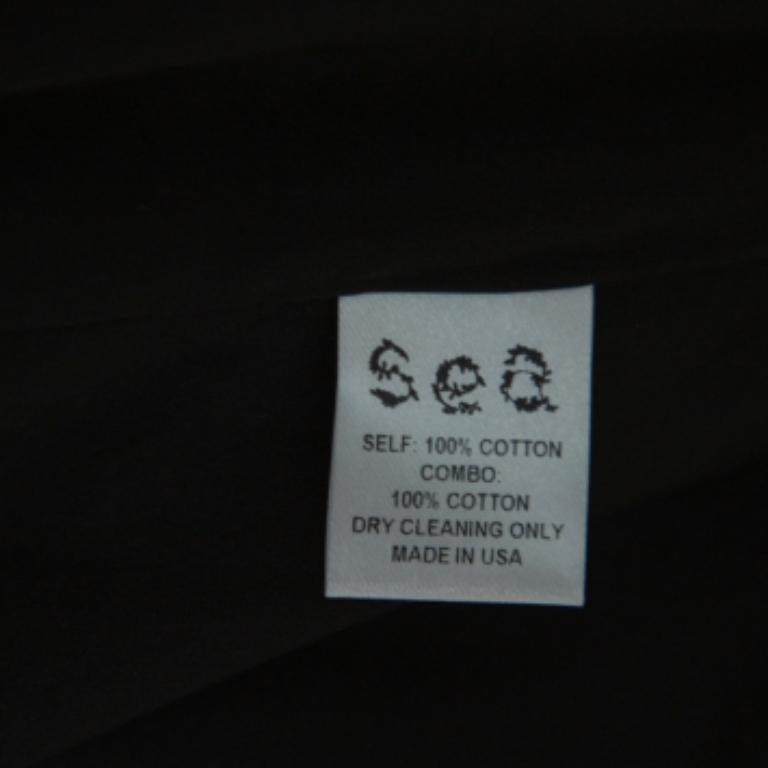 Sea
SELF: 100% COTTON
COMBO:
100% COTTON
DRY CLEANING ONLY
MADE IN USA